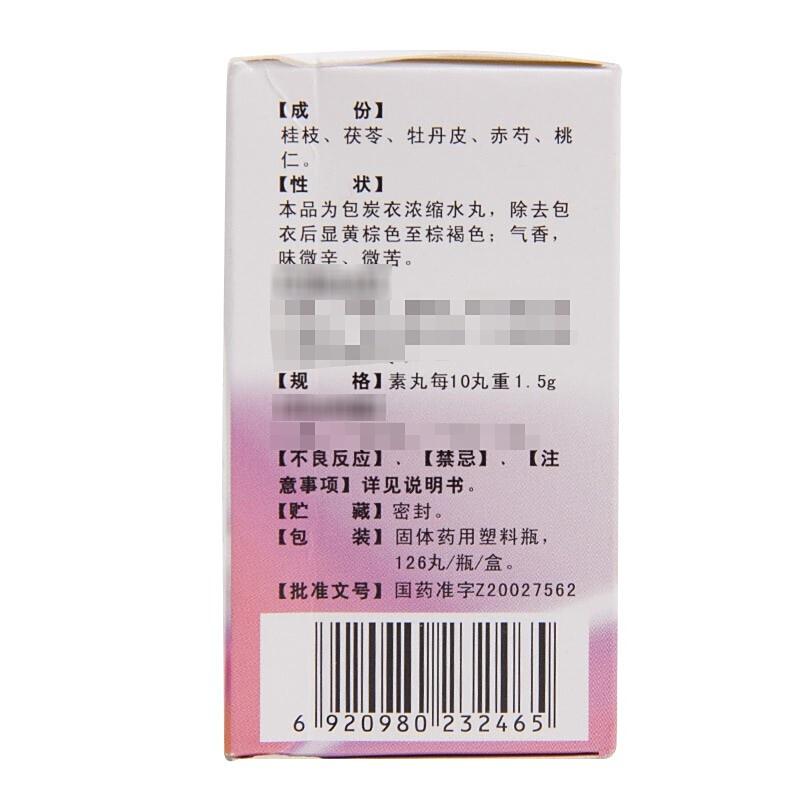 【成 份】
桂枝、茯苓、牡丹皮、赤芍、桃
仁。
【性 状】
本品为包炭衣浓缩水丸，除去包
衣后显黄棕色至棕褐色；气香，
味微辛、微苦。
【规 格】素丸每10丸重1.5g
【不良反应】、【禁忌】、【注
意事项】详见说明书。
【贮 藏】密封。
【包 装】固体药用塑料瓶，
126丸/瓶/盒。
【批准文号】国药准字Z20027562
6 920980 232465